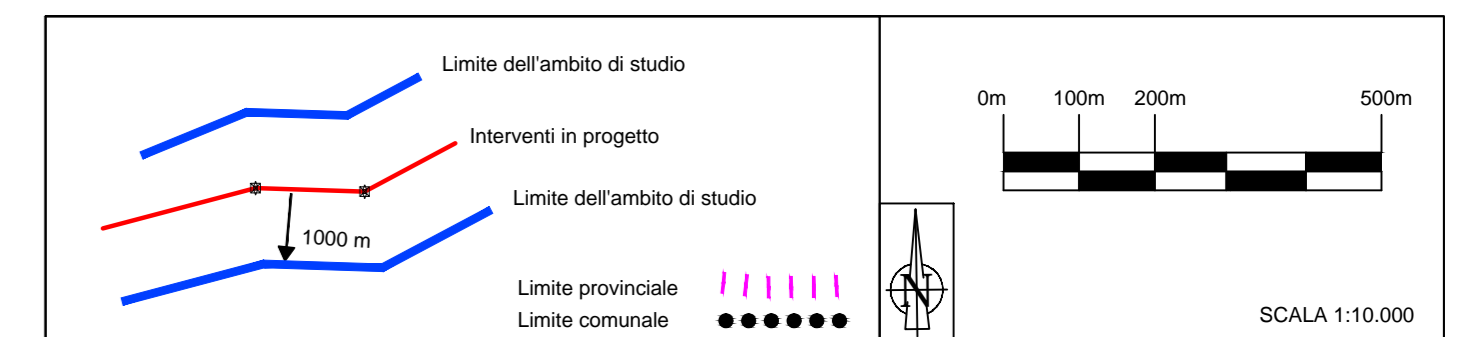 Limite dell'ambito di studio
Interventi in progetto
Limite dell'ambito di studio
1000 m
Limite provinciale
Limite comunale
0m 100m 200m 500m
N
SCALA 1:10.000